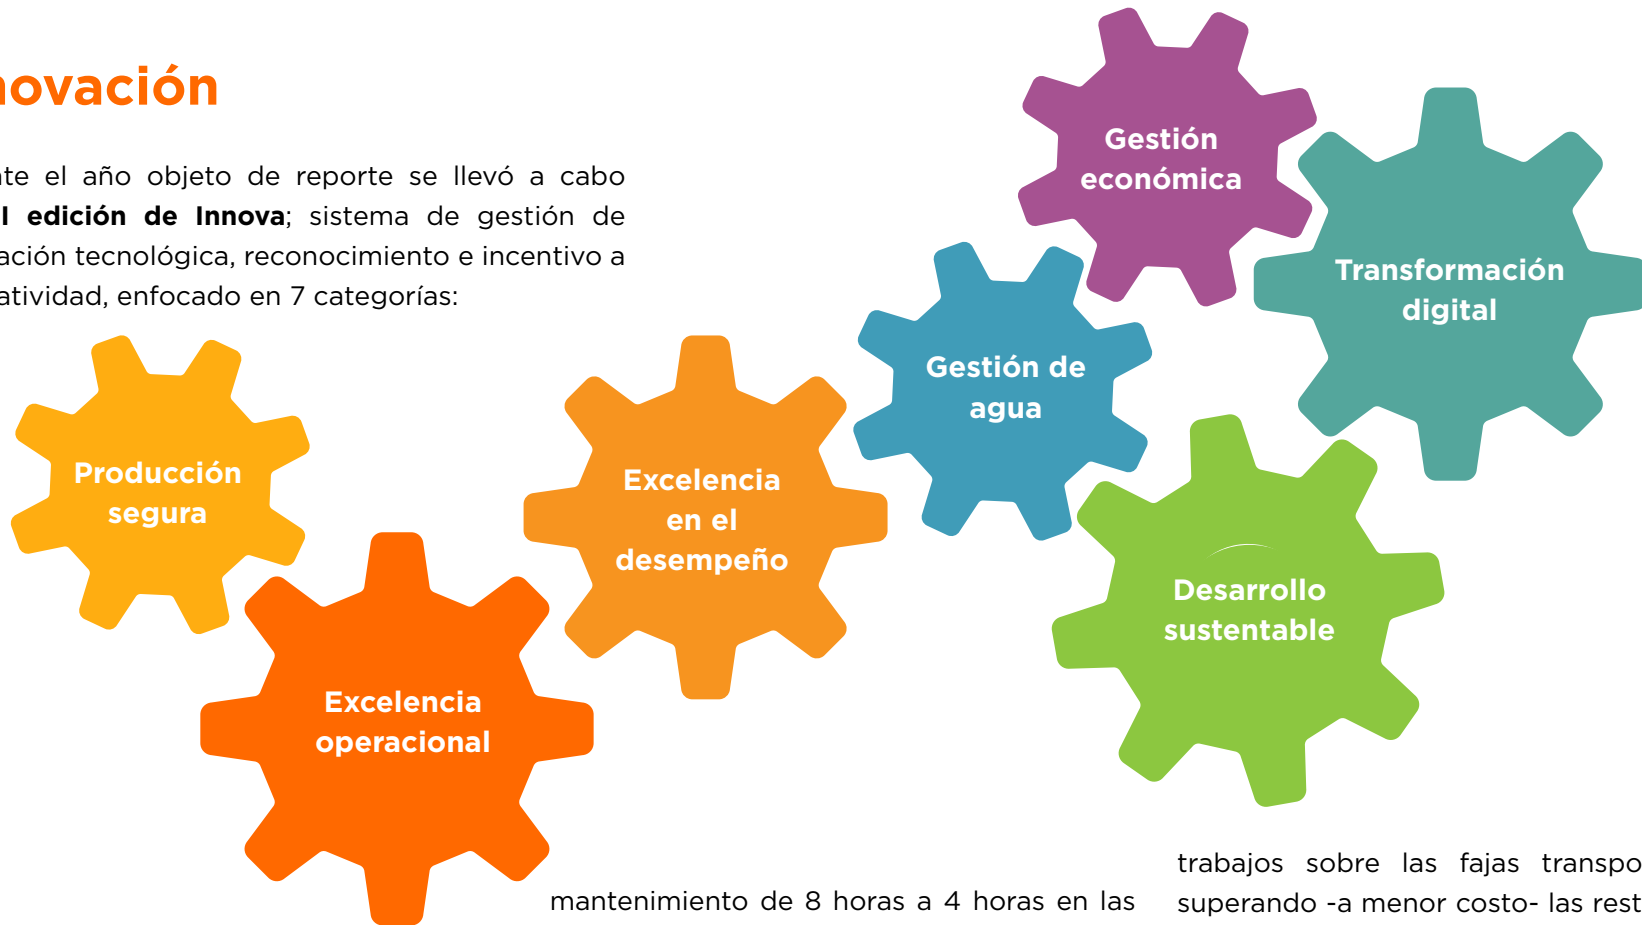 novación
nte el año objeto de reporte se llevó a cabo
I edición de Innova; sistema de gestión de
ación tecnológica, reconocimiento e incentivo a
atividad, enfocado en 7 categorías:
Gestión
económica
Transformación
digital
Gestión de
agua
Producción
segura
Excelencia
en el
desempeño
Desarrollo
sustentable
Excelencia
operacional
mantenimiento de 8 horas a 4 horas en las
trabajos sobre las fajas transpo
superando -a menor costo- las rest